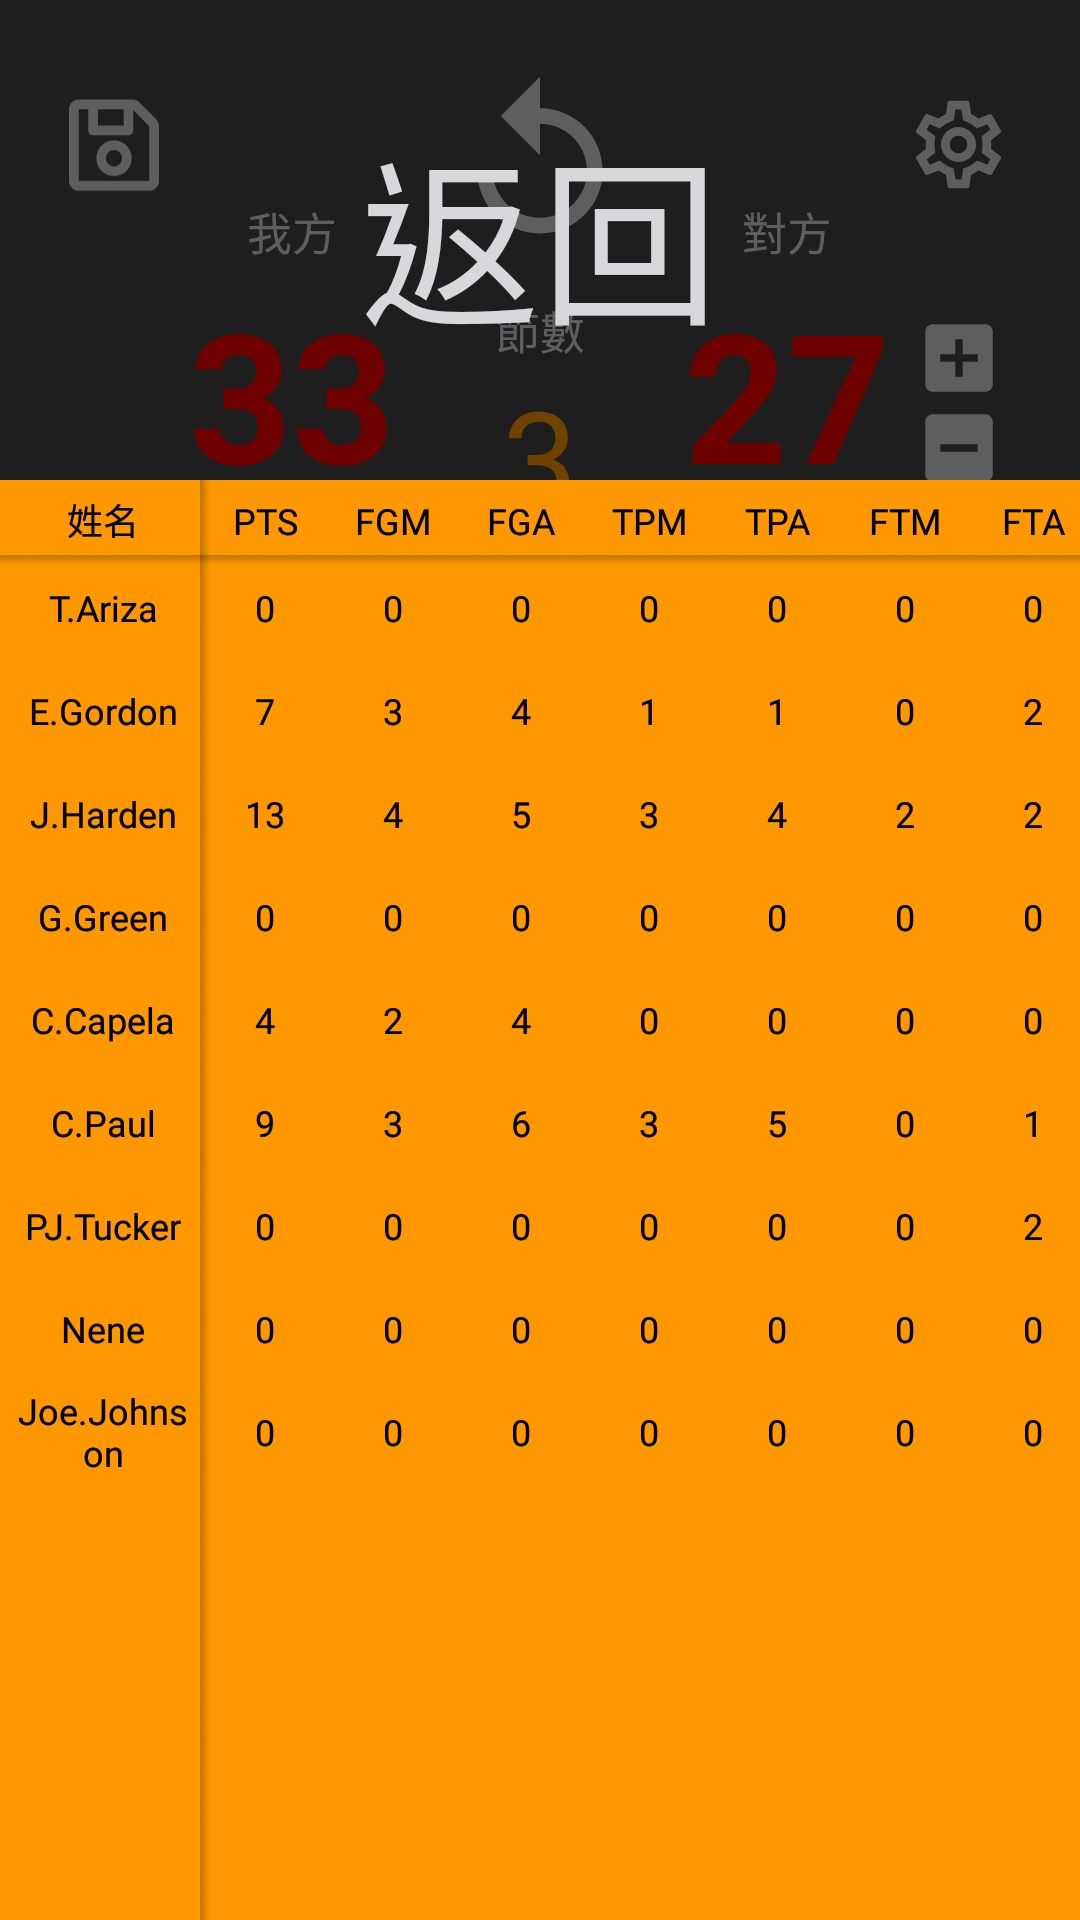 返回
我方
對方
節數
33
3
27
姓名 PTS FGM FGA TPM TPA FTM FTA
T.Ariza 0 0 0 0 0 0 0
E.Gordon 7 3 4 1 1 0 2
J.Harden 13 4 5 3 4 2 2
G.Green 0 0 0 0 0 0 0
C.Capela 4 2 4 0 0 0 0
C.Paul 9 3 6 3 5 0 1
PJ.Tucker 0 0 0 0 0 0 2
Nene 0 0 0 0 0 0 0
Joe.Johns
on 0 0 0 0 0 0 0